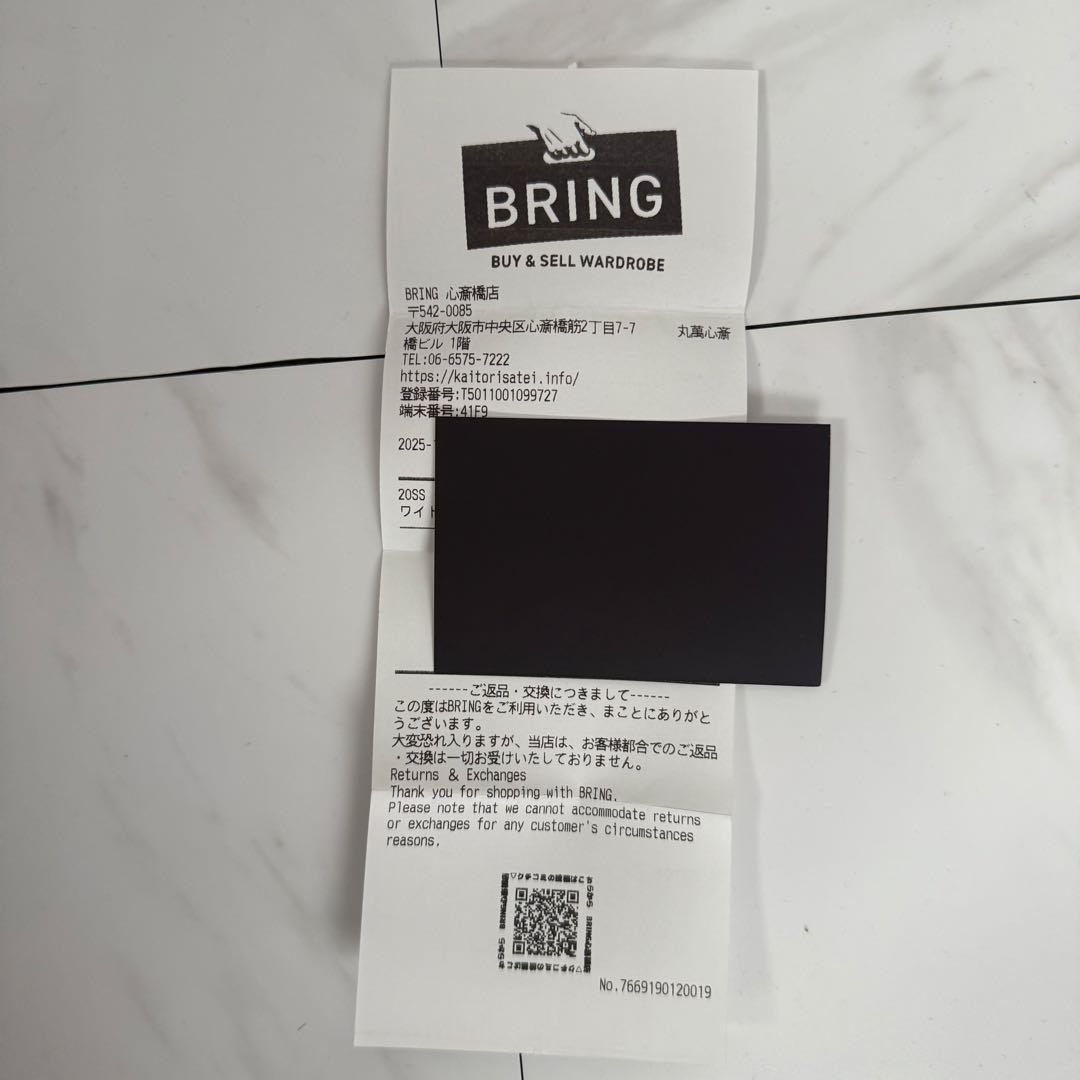 BRING
BUY & SELL WARDROBE
BRING 心斎橋店
〒542-0085
大阪府大阪市中央区心斎橋筋2丁目7-7 丸萬心斎
橋ビル 1階
TEL:06-6575-7222
https://kaitorisatei.info/
登録番号:T5011001099727
端末番号:41F9
2025-
20SS
ワイド
------ご返品・交換につきまして------
この度はBRINGをご利用いただき、まことにありがと
うございます。
大変恐れ入りますが、当店は、お客様都合でのご返品
・交換は一切お受けいたしておりません。
Returns & Exchanges
Thank you for shopping with BRING.
Please note that we cannot accommodate returns
or exchanges for any customer's circumstances
reasons.
No.7669190120019